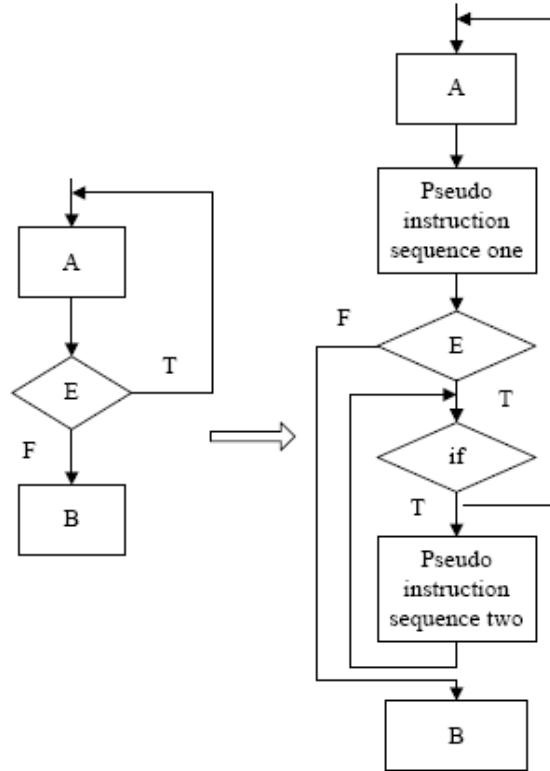 A
E
T
F
B
A
Pseudo
instruction
sequence one
F
E
T
if
T
Pseudo
instruction
sequence two
B